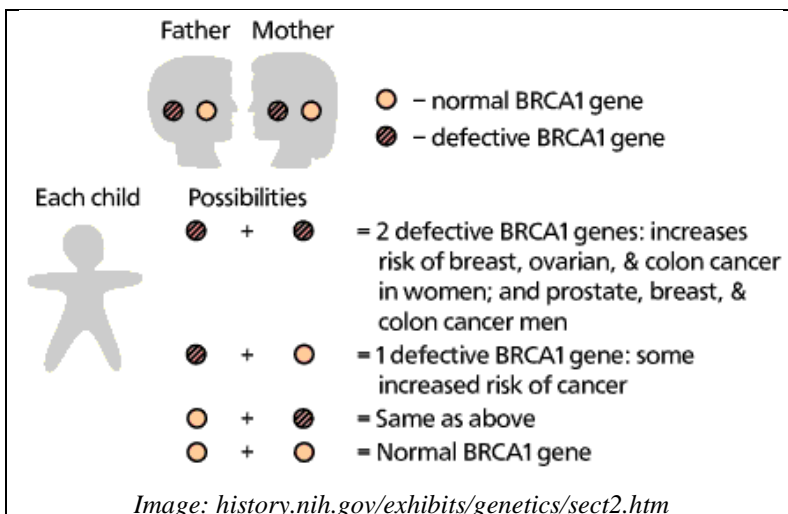 Father Mother
– normal BRCA1 gene
– defective BRCA1 gene
Each child Possibilities
+ = 2 defective BRCA1 genes: increases
risk of breast, ovarian, & colon cancer
in women; and prostate, breast, &
colon cancer men
+ = 1 defective BRCA1 gene: some
increased risk of cancer
+ = Same as above
+ = Normal BRCA1 gene
Image: history.nih.gov/exhibits/genetics/sect2.htm